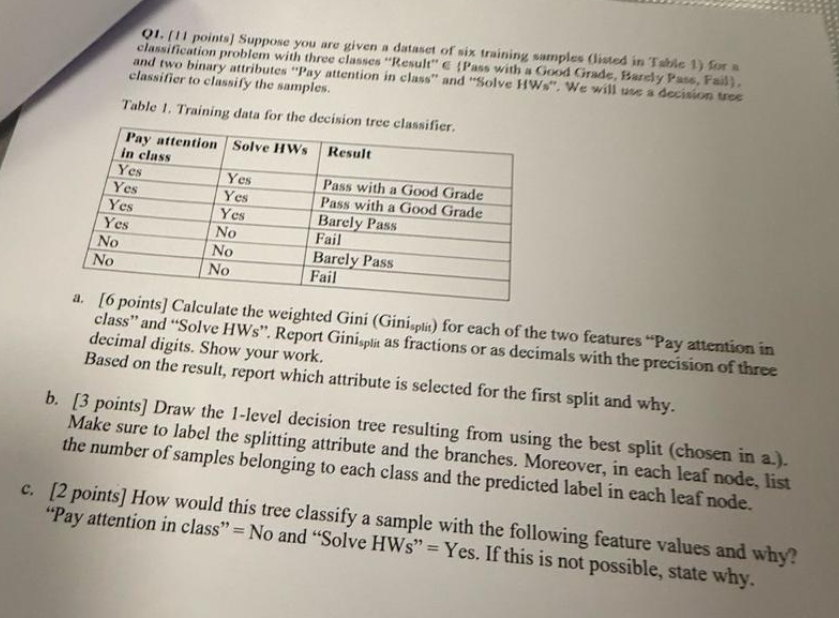 Q1. [11 points] Suppose you are given a dataset of six training samples (listed in Table 1) for a
classification problem with three classes "Result" ∈ {Pass with a Good Grade, Barely Pass, Fail},
and two binary attributes "Pay attention in class" and "Solve HWs". We will use a decision tree
classifier to classify the samples.
Table 1. Training data for the decision tree classifier.
Pay attention in class Solve HWs Result
Yes Yes Pass with a Good Grade
Yes Yes Pass with a Good Grade
Yes Yes Barely Pass
Yes No Fail
No No Barely Pass
No No Fail
a. [6 points] Calculate the weighted Gini (Ginisplit) for each of the two features "Pay attention in
class" and "Solve HWs". Report Ginisplit as fractions or as decimals with the precision of three
decimal digits. Show your work.
Based on the result, report which attribute is selected for the first split and why.
b. [3 points] Draw the 1-level decision tree resulting from using the best split (chosen in a.).
Make sure to label the splitting attribute and the branches. Moreover, in each leaf node, list
the number of samples belonging to each class and the predicted label in each leaf node.
c. [2 points] How would this tree classify a sample with the following feature values and why?
"Pay attention in class" = No and "Solve HWs" = Yes. If this is not possible, state why.